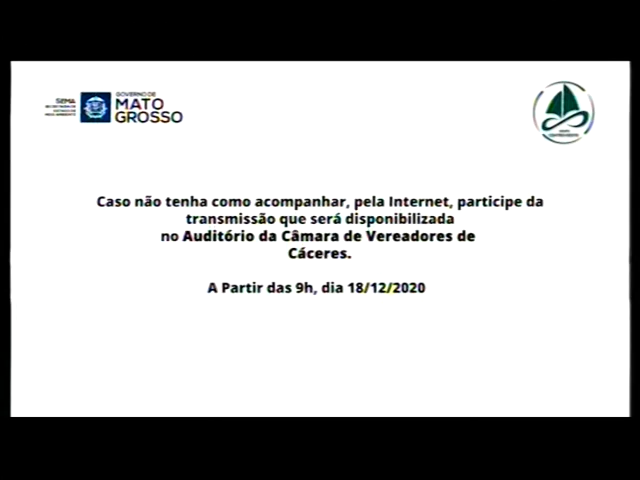 SEMA
GOVERNO DE
MATO
GROSSO
Caso não tenha como acompanhar, pela Internet, participe da
transmissão que será disponibilizada
no Auditório da Câmara de Vereadores de
Cáceres.
A Partir das 9h, dia 18/12/2020